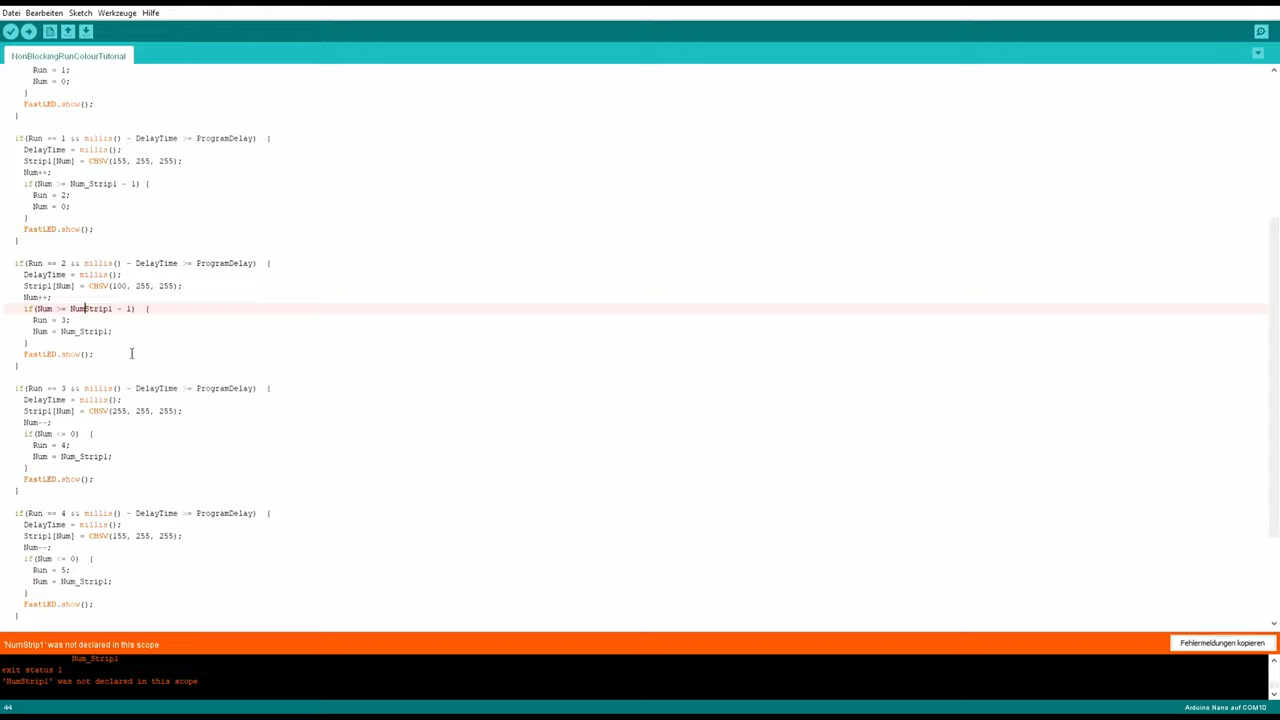 Datei Bearbeiten Sketch Werkzeuge Hilfe
NonBlockingRunColourTutorial
Run = 1;
Num = 0;
}
FastLED.show();
}
if(Run == 1 && millis() - DelayTime >= ProgramDelay) {
DelayTime = millis();
Strip1[Num] = CHSV(155, 255, 255);
Num++;
if(Num >= Num_Strip1 - 1) {
Run = 2;
Num = 0;
}
FastLED.show();
}
if(Run == 2 && millis() - DelayTime >= ProgramDelay) {
DelayTime = millis();
Strip1[Num] = CHSV(100, 255, 255);
Num++;
if(Num >= NumStrip1 - 1) {
Run = 3;
Num = Num_Strip1;
}
FastLED.show();
}
if(Run == 3 && millis() - DelayTime >= ProgramDelay) {
DelayTime = millis();
Strip1[Num] = CHSV(255, 255, 255);
Num--;
if(Num <= 0) {
Run = 4;
Num = Num_Strip1;
}
FastLED.show();
}
if(Run == 4 && millis() - DelayTime >= ProgramDelay) {
DelayTime = millis();
Strip1[Num] = CHSV(155, 255, 255);
Num--;
if(Num <= 0) {
Run = 5;
Num = Num_Strip1;
}
FastLED.show();
}
'NumStrip1' was not declared in this scope
Fehlermeldungen kopieren
Num_Strip1
exit status 1
'NumStrip1' was not declared in this scope
44
Arduino Nano auf COM10